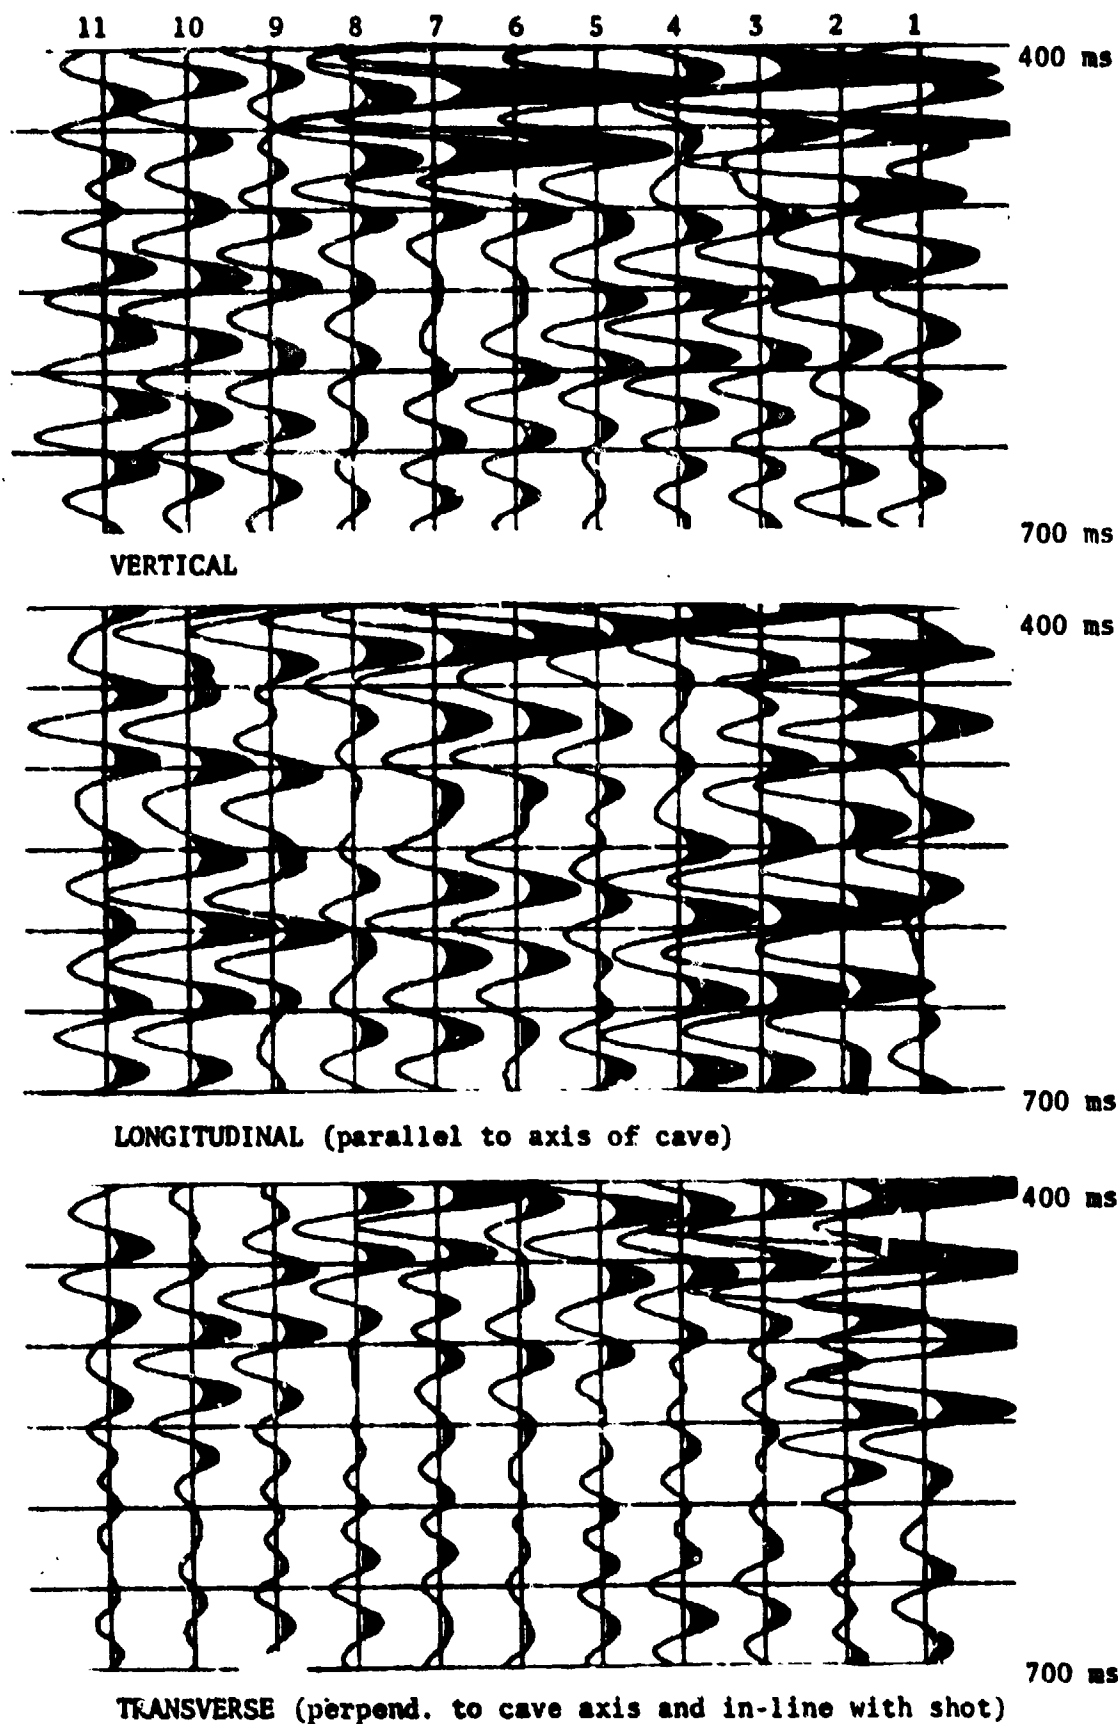 11 10 9 8 7 6 5 4 3 2 1
400 ms
700 ms
VERTICAL
400 ms
700 ms
LONGITUDINAL (parallel to axis of cave)
400 ms
700 ms
TRANSVERSE (perpend. to cave axis and in-line with shot)